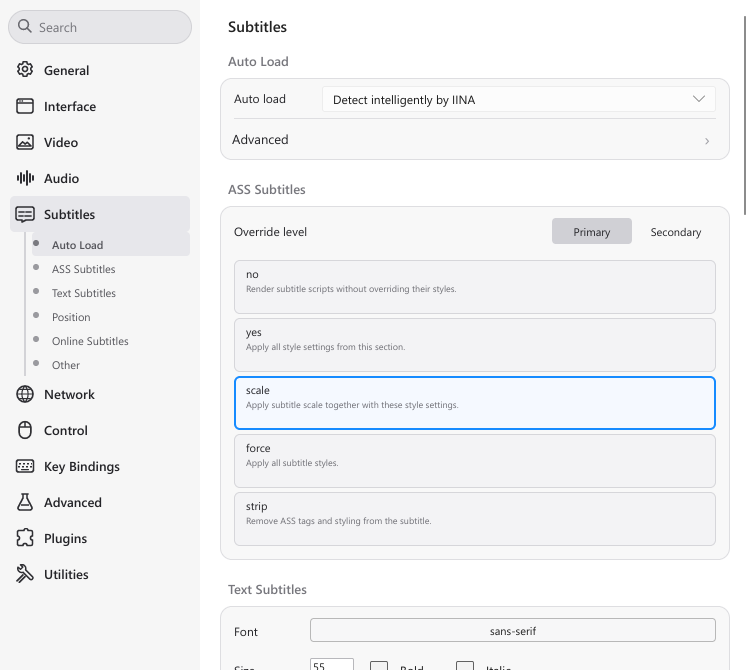 Search
General
Interface
Video
Audio
Subtitles
Auto Load
ASS Subtitles
Text Subtitles
Position
Online Subtitles
Other
Network
Control
Key Bindings
Advanced
Plugins
Utilities
Subtitles
Auto Load
Auto load
Detect intelligently by IINA
Advanced
ASS Subtitles
Override level
Primary
Secondary
no
Render subtitle scripts without overriding their styles.
yes
Apply all style settings from this section.
scale
Apply subtitle scale together with these style settings.
force
Apply all subtitle styles.
strip
Remove ASS tags and styling from the subtitle.
Text Subtitles
Font
sans-serif
Size
55
Bold
Italic